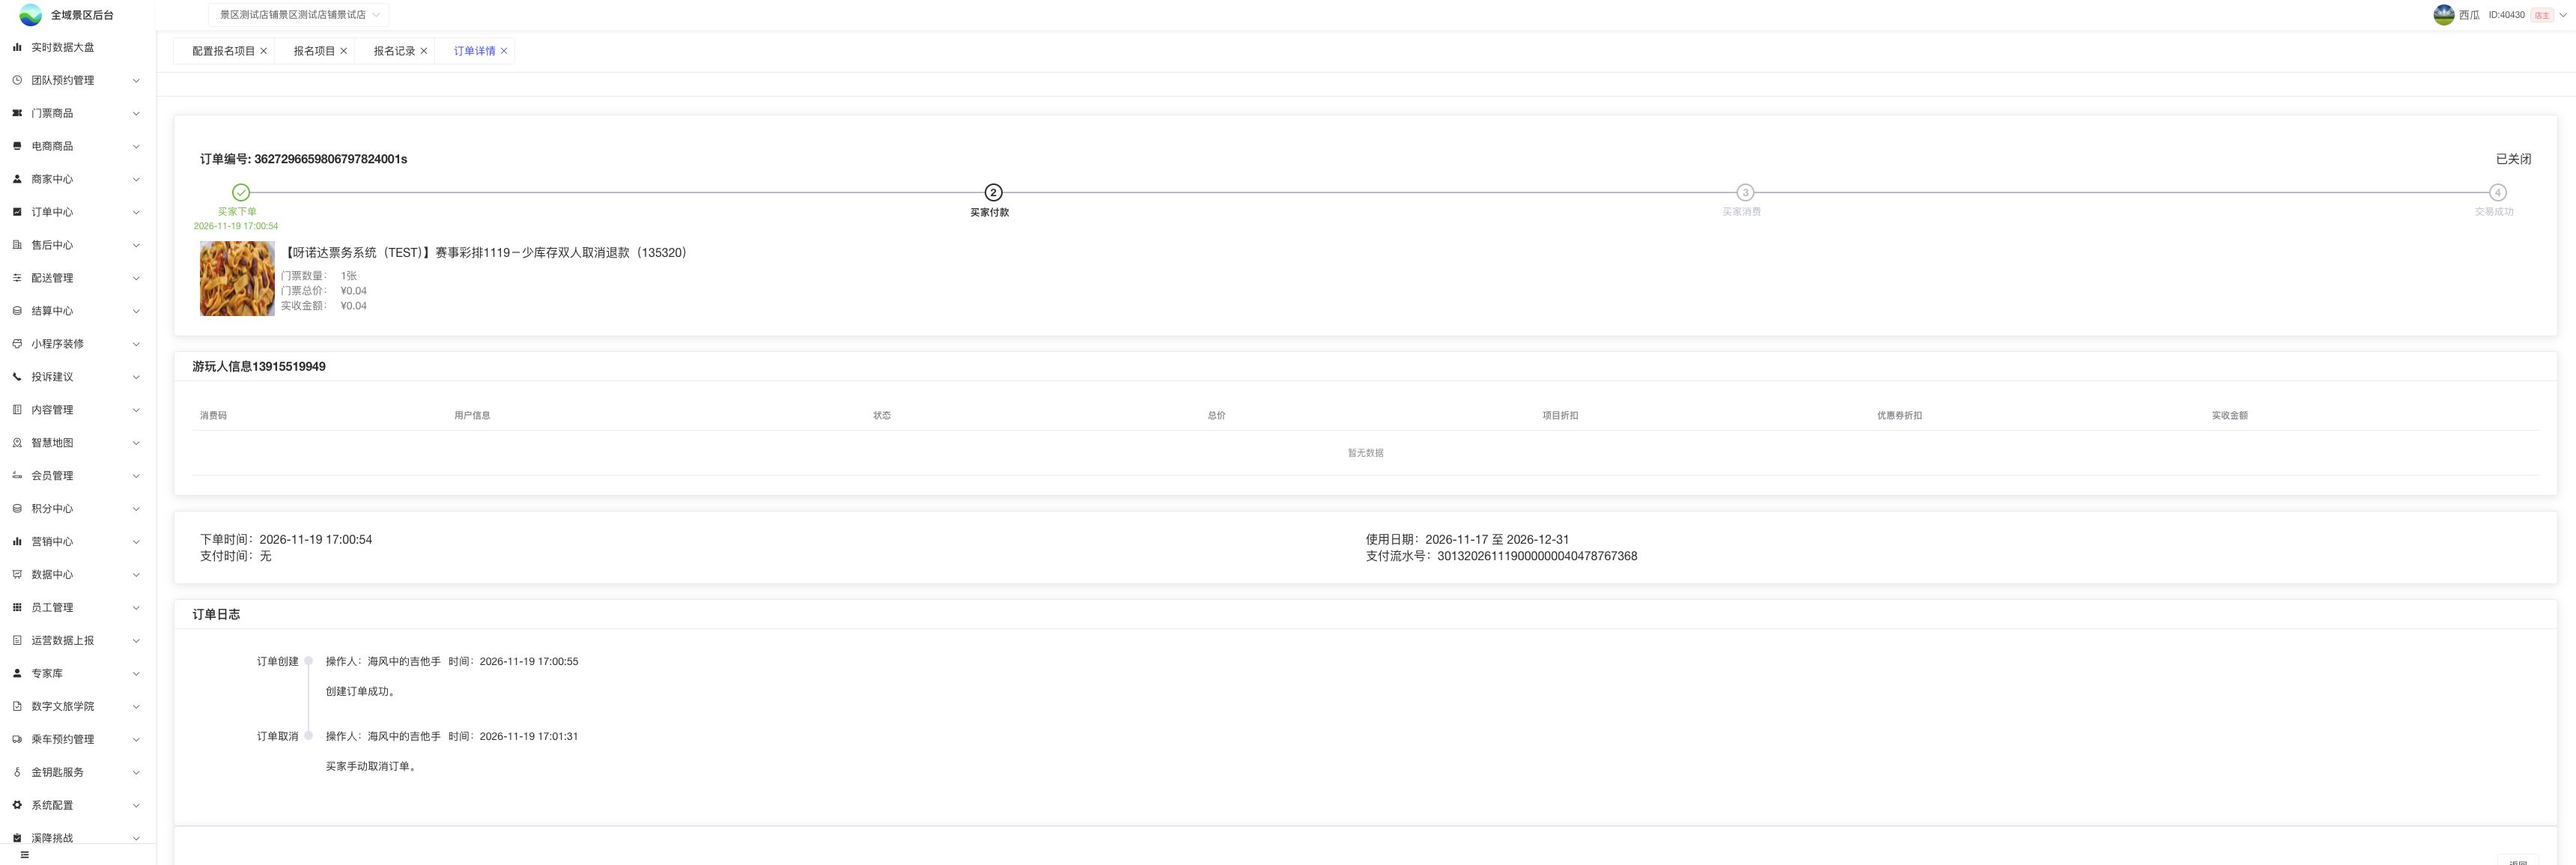 全域景区后台
景区测试店铺景区测试店铺景试店
西瓜 ID:40430 店主
实时数据大盘
团队预约管理
门票商品
电商商品
商家中心
订单中心
售后中心
配送管理
结算中心
小程序装修
投诉建议
内容管理
智慧地图
会员管理
积分中心
营销中心
数据中心
员工管理
运营数据上报
专家库
数字文旅学院
乘车预约管理
金钥匙服务
系统配置
溪降挑战
配置报名项目 报名项目 报名记录 订单详情
订单编号: 3627296659806797824001s
已关闭
2 3 4
买家下单 买家付款 买家消费 交易成功
2026-11-19 17:00:54
【呀诺达票务系统（TEST)】赛事彩排1119－少库存双人取消退款（135320）
门票数量： 1张
门票总价： ¥0.04
实收金额： ¥0.04
游玩人信息13915519949
消费码 用户信息 状态 总价 项目折扣 优惠券折扣 实收金额
暂无数据
下单时间：2026-11-19 17:00:54
支付时间：无
使用日期：2026-11-17 至 2026-12-31
支付流水号：301320261119000000040478767368
订单日志
订单创建 操作人：海风中的吉他手 时间：2026-11-19 17:00:55
创建订单成功。
订单取消 操作人：海风中的吉他手 时间：2026-11-19 17:01:31
买家手动取消订单。
返回